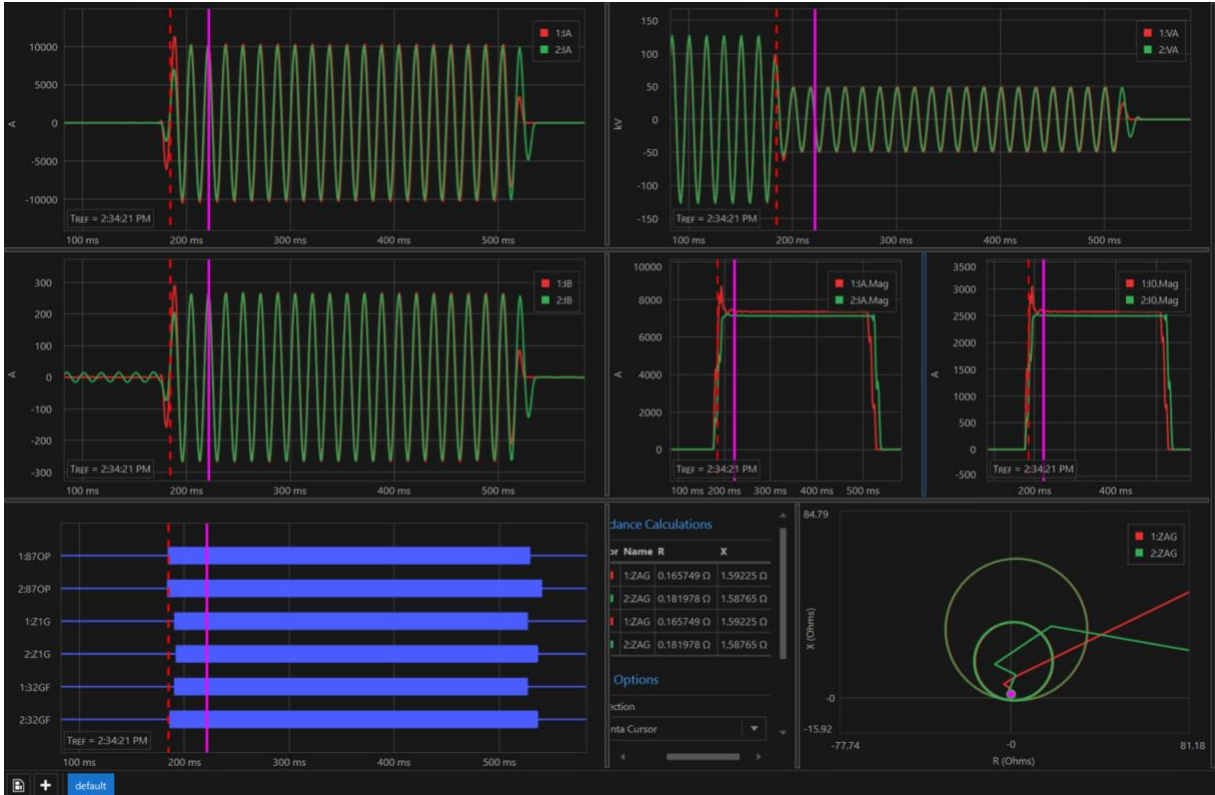 1:IA
2:IA
10000
5000
0
-5000
-10000
A
TREF = 2:34:21 PM
100 ms 200 ms 300 ms 400 ms 500 ms
1:VA
2:VA
150
100
50
0
-50
-100
-150
kV
TREF = 2:34:21 PM
100 ms 200 ms 300 ms 400 ms 500 ms
1:IB
2:IB
300
200
100
0
-100
-200
-300
A
TREF = 2:34:21 PM
100 ms 200 ms 300 ms 400 ms 500 ms
1:IA.Mag
2:IA.Mag
10000
8000
6000
4000
2000
0
A
TREF = 2:34:21 PM
100 ms 200 ms 300 ms 400 ms 500 ms
1:I0.Mag
2:I0.Mag
3500
3000
2500
2000
1500
1000
500
0
-500
A
TREF = 2:34:21 PM
200 ms 400 ms
1:87OP
2:87OP
1:Z1G
2:Z1G
1:32GF
2:32GF
TREF = 2:34:21 PM
100 ms 200 ms 300 ms 400 ms 500 ms
dance Calculations
or Name R X
1:ZAG 0.165749 Ω 1.59225 Ω
2:ZAG 0.181978 Ω 1.58765 Ω
1:ZAG 0.165749 Ω 1.59225 Ω
2:ZAG 0.181978 Ω 1.58765 Ω
Options
ection
nta Cursor
84.79
1:ZAG
2:ZAG
X (Ohms)
-0
-15.92
-77.74 -0 81.18
R (Ohms)
default